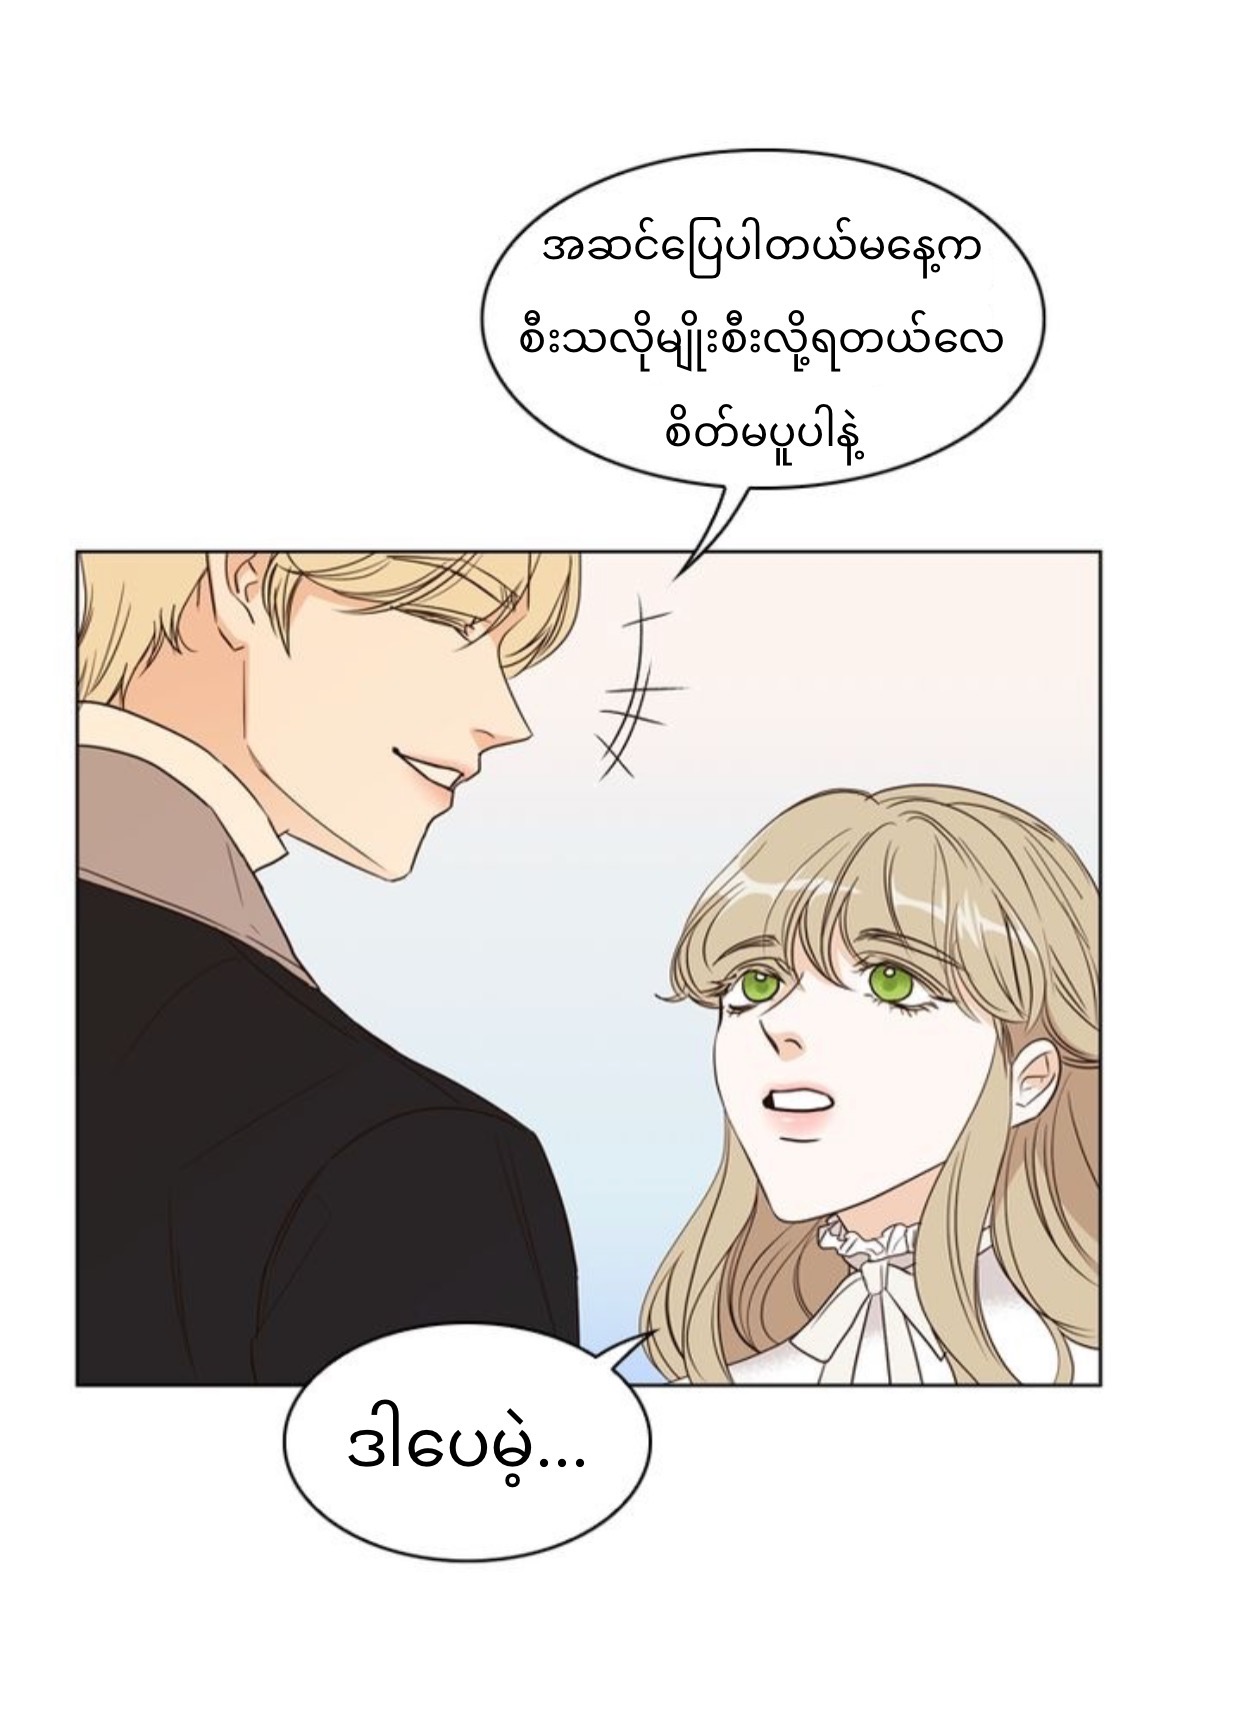 အဆင်ပြေပါတယ်မနေ့က
စီးသလိုမျိုးစီးလို့ရတယ်လေ
စိတ်မပူပါနဲ့
ဒါပေမဲ့...